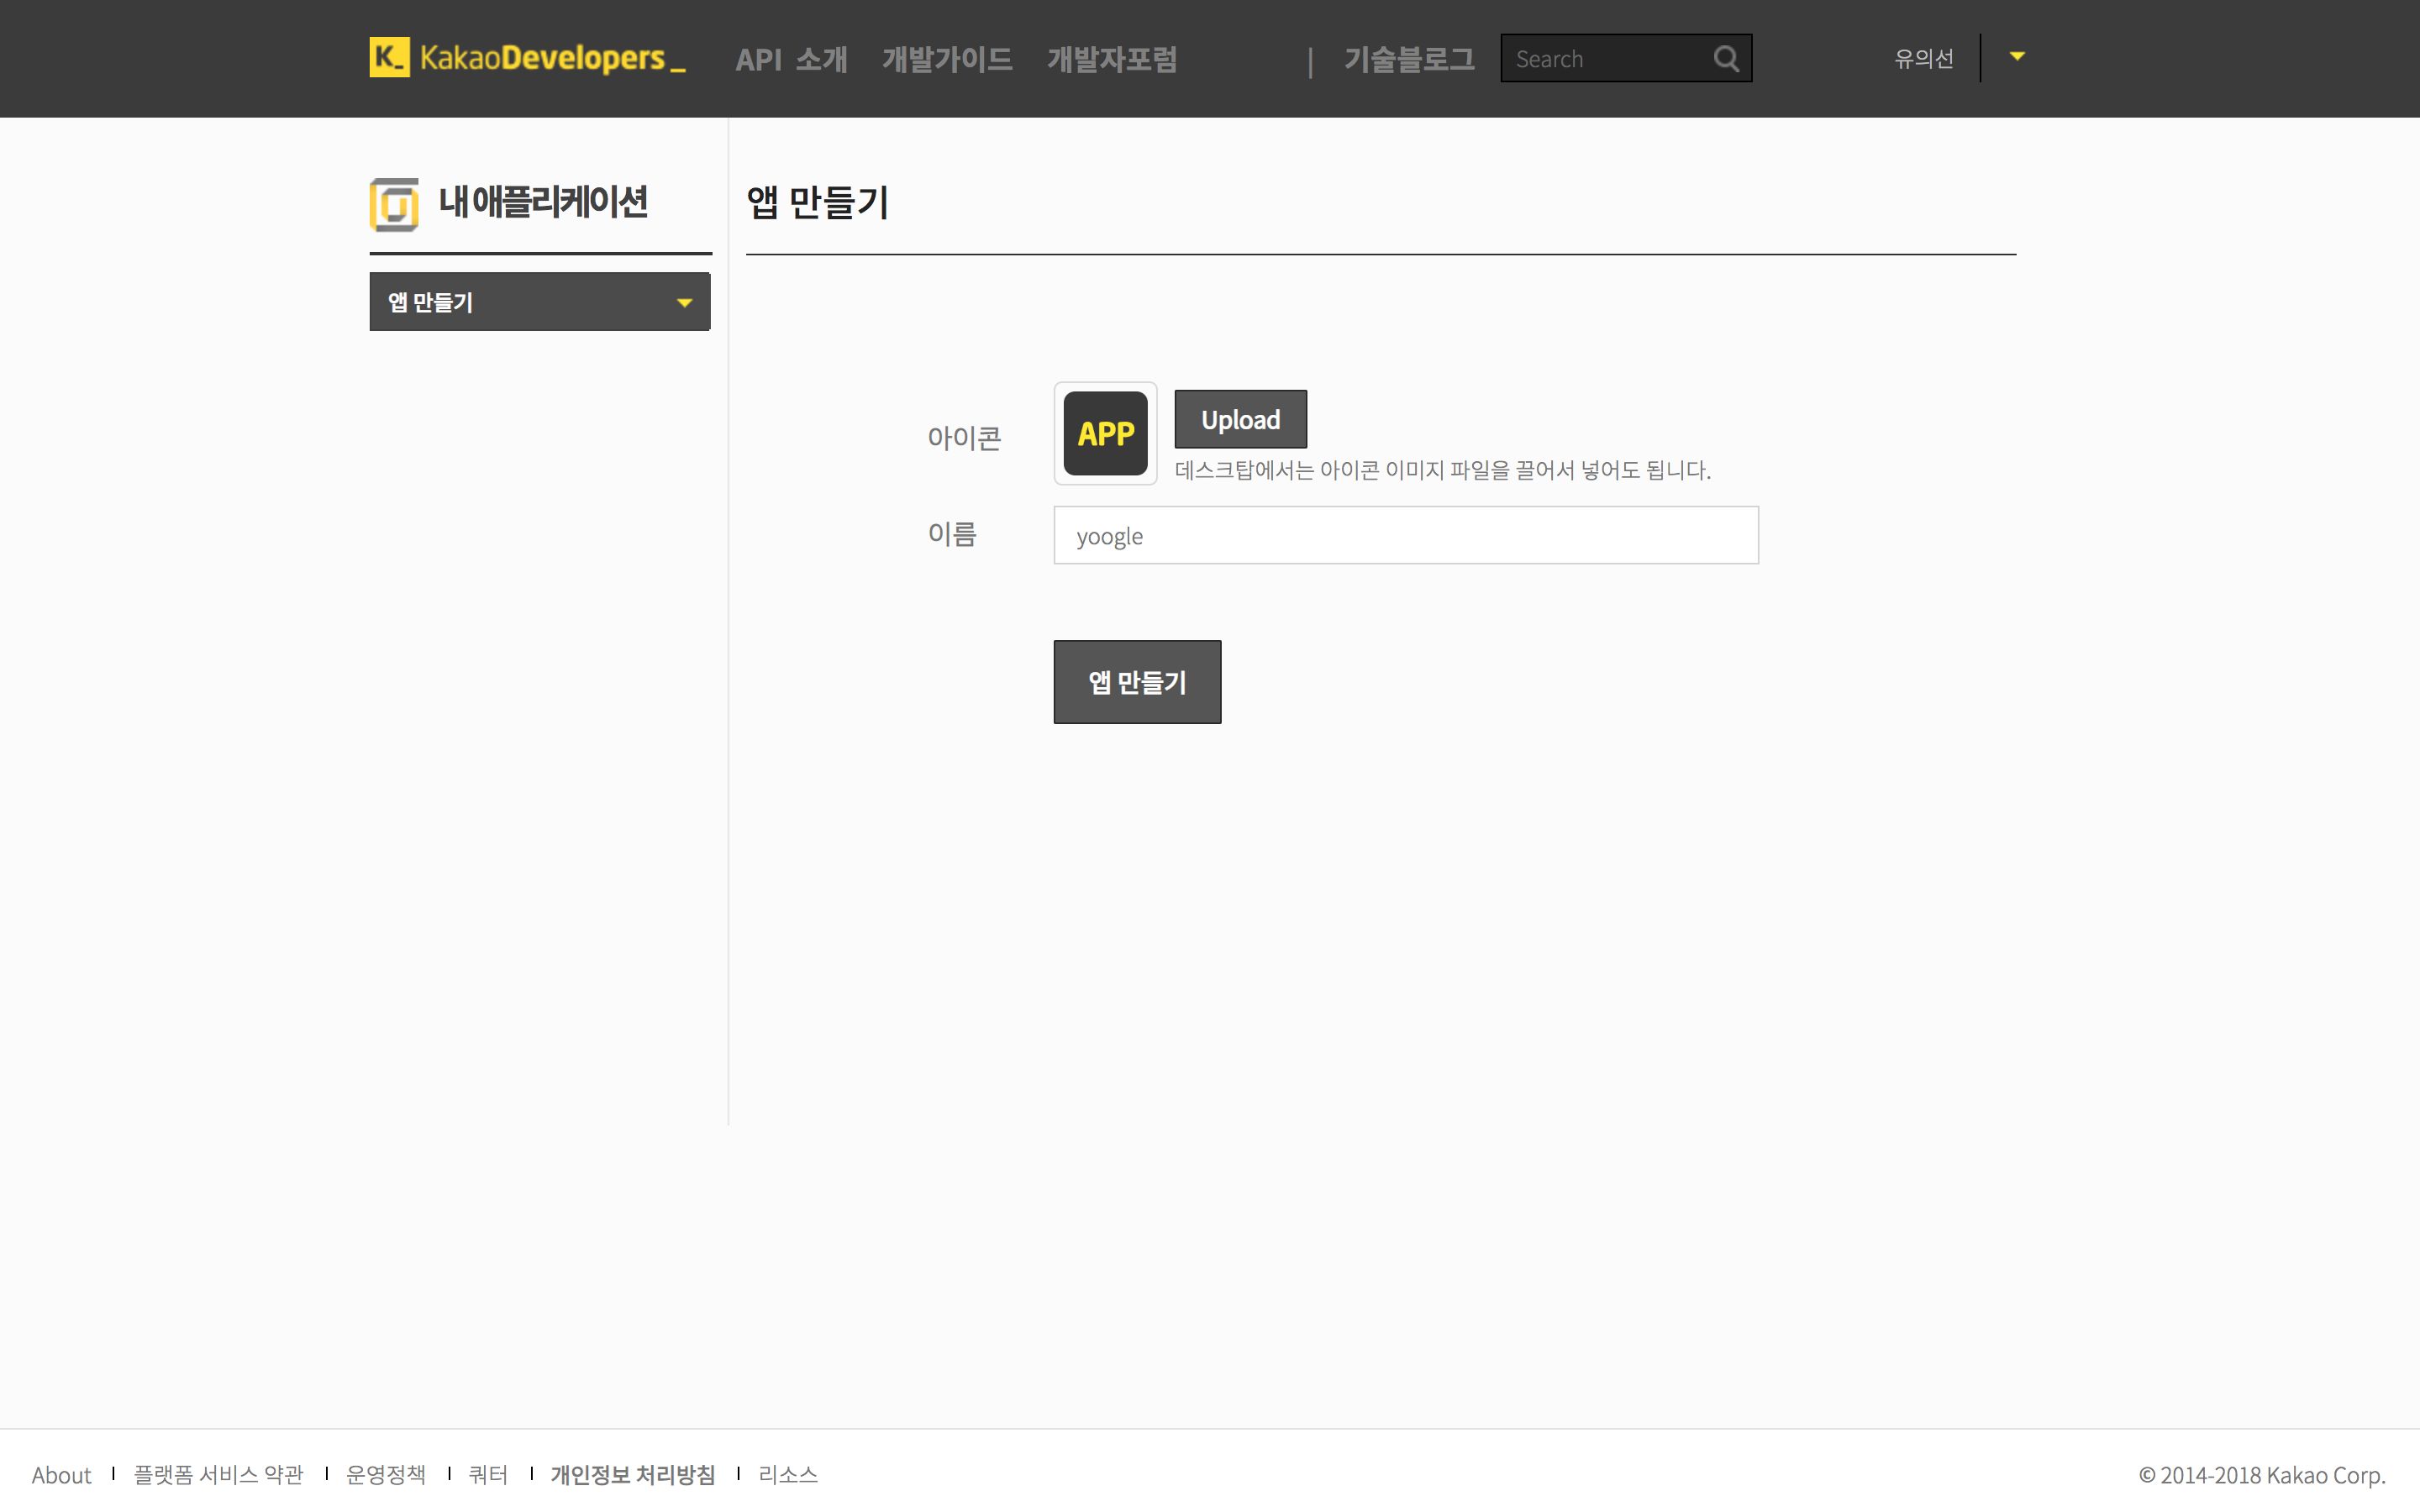 K_ KakaoDevelopers_ API 소개 개발가이드 개발자포럼 | 기술블로그 Search 유의선
내 애플리케이션
앱 만들기
앱 만들기
아이콘
APP
Upload
데스크탑에서는 아이콘 이미지 파일을 끌어서 넣어도 됩니다.
이름 yoogle
앱 만들기
About 플랫폼 서비스 약관 운영정책 쿼터 개인정보 처리방침 리소스 © 2014-2018 Kakao Corp.